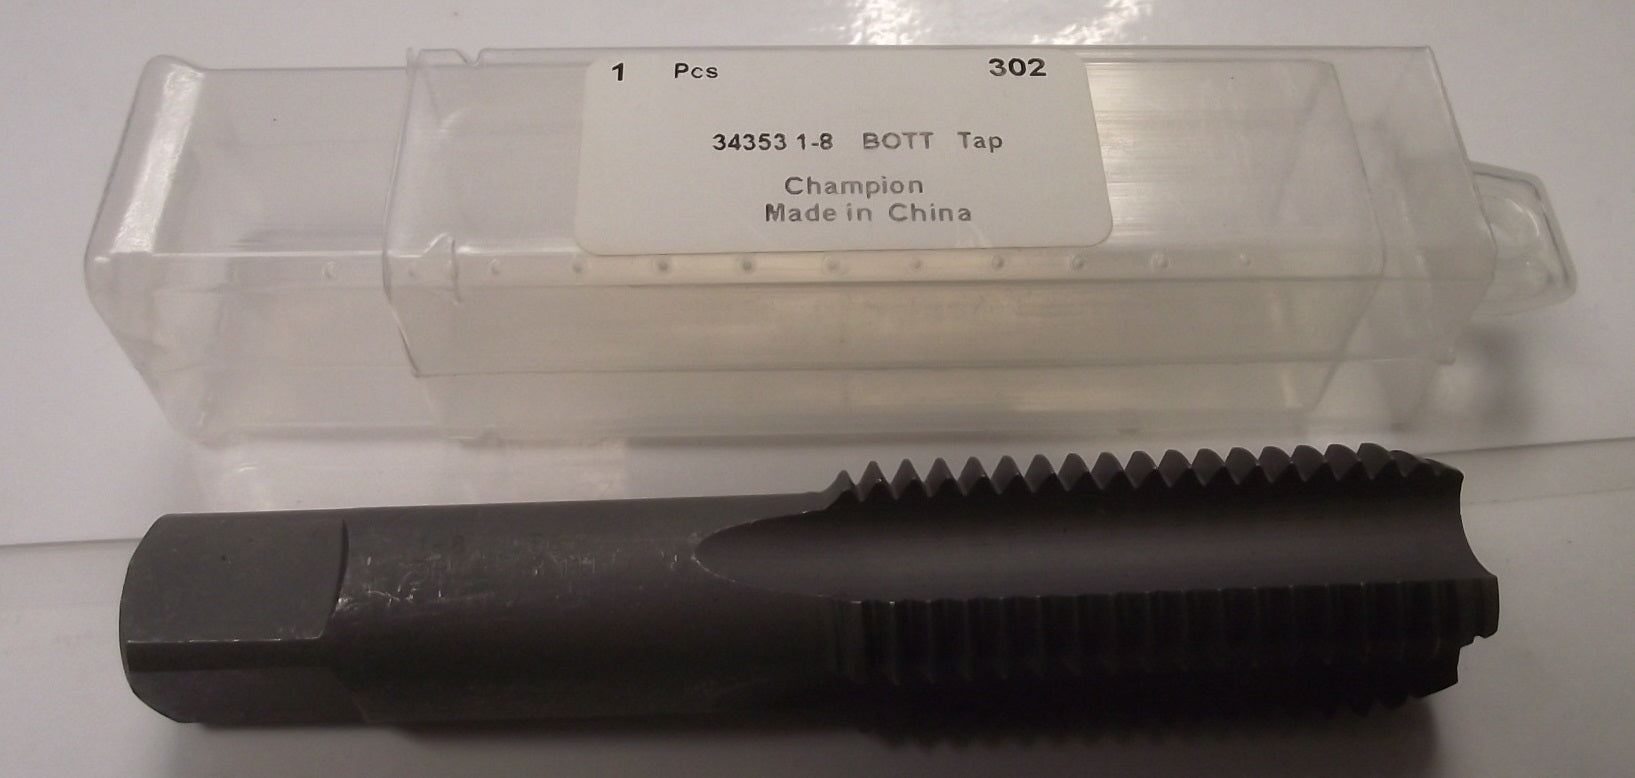 1 Pcs 302
34353 1-8 BOTT Tap
Champion
Made in China